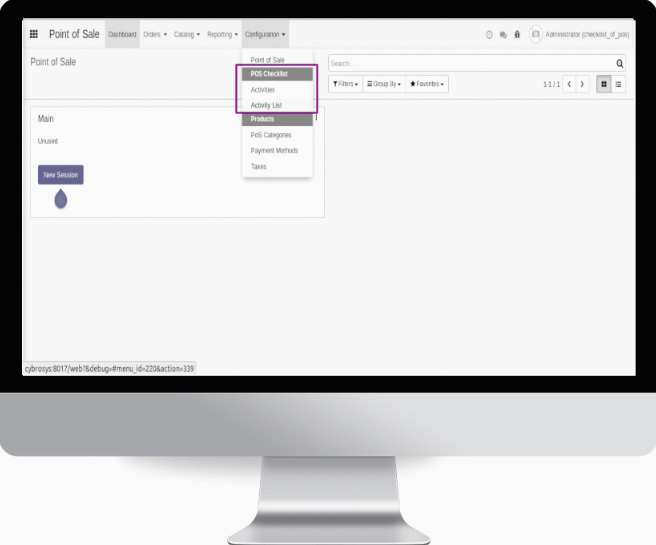 Point of Sale Dashboard Orders Catalog Reporting Configuration Administrator (checklist_of_pos)
Point of Sale
Point of Sale
POS Checklist
Activities
Activity List
Products
PoS Categories
Payment Methods
Taxes
Search...
Filters Group By Favorites 1-1 / 1
Main
Unused
New Session
cybrosys:8017/web?&debug=#menu_id=220&action=339